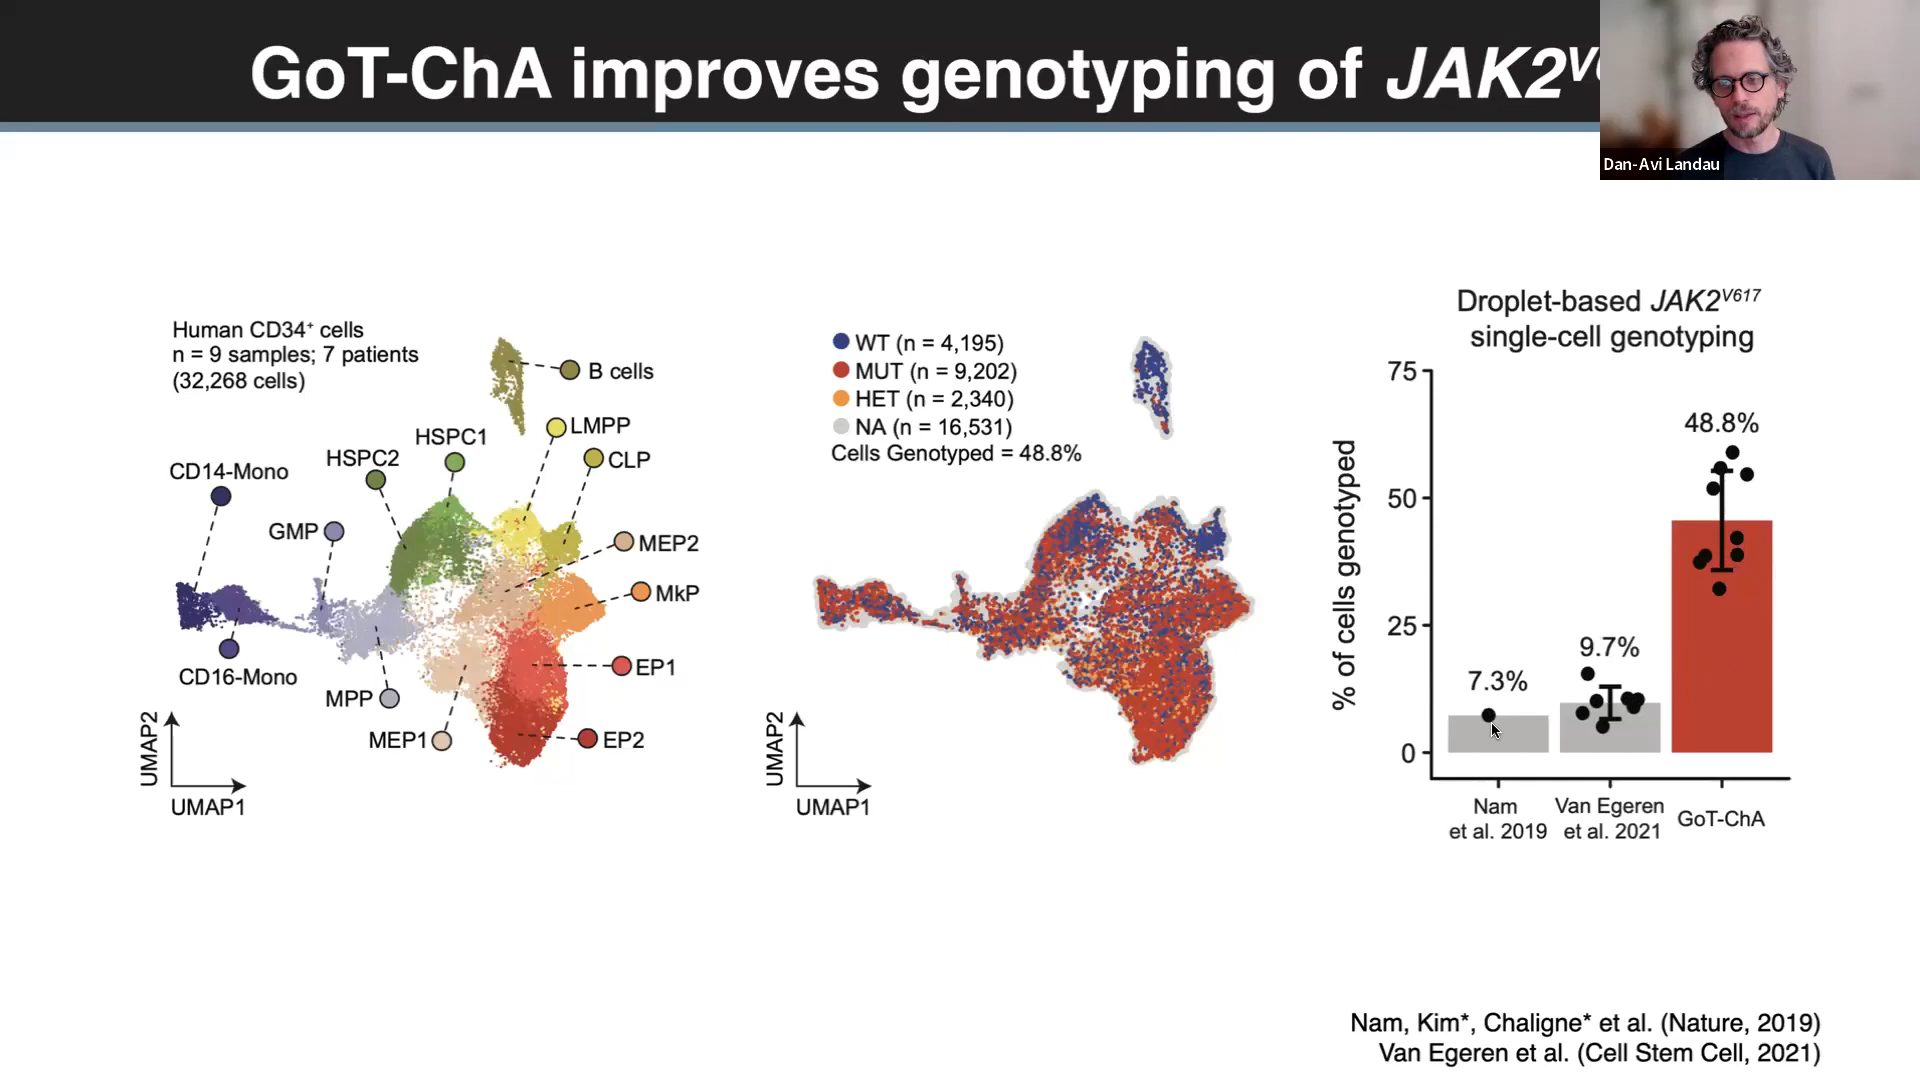 GoT-ChA improves genotyping of JAK2V6
Dan-Avi Landau
Human CD34+ cells
n = 9 samples; 7 patients
(32,268 cells)
B cells
LMPP
HSPC1
CLP
HSPC2
CD14-Mono
GMP
MEP2
MkP
EP1
CD16-Mono
MPP
MEP1
EP2
UMAP2
UMAP1
WT (n = 4,195)
MUT (n = 9,202)
HET (n = 2,340)
NA (n = 16,531)
Cells Genotyped = 48.8%
UMAP2
UMAP1
Droplet-based JAK2V617
single-cell genotyping
% of cells genotyped
75
50
25
0
7.3%
9.7%
48.8%
Nam
et al. 2019
Van Egeren
et al. 2021
GoT-ChA
Nam, Kim*, Chaligne* et al. (Nature, 2019)
Van Egeren et al. (Cell Stem Cell, 2021)